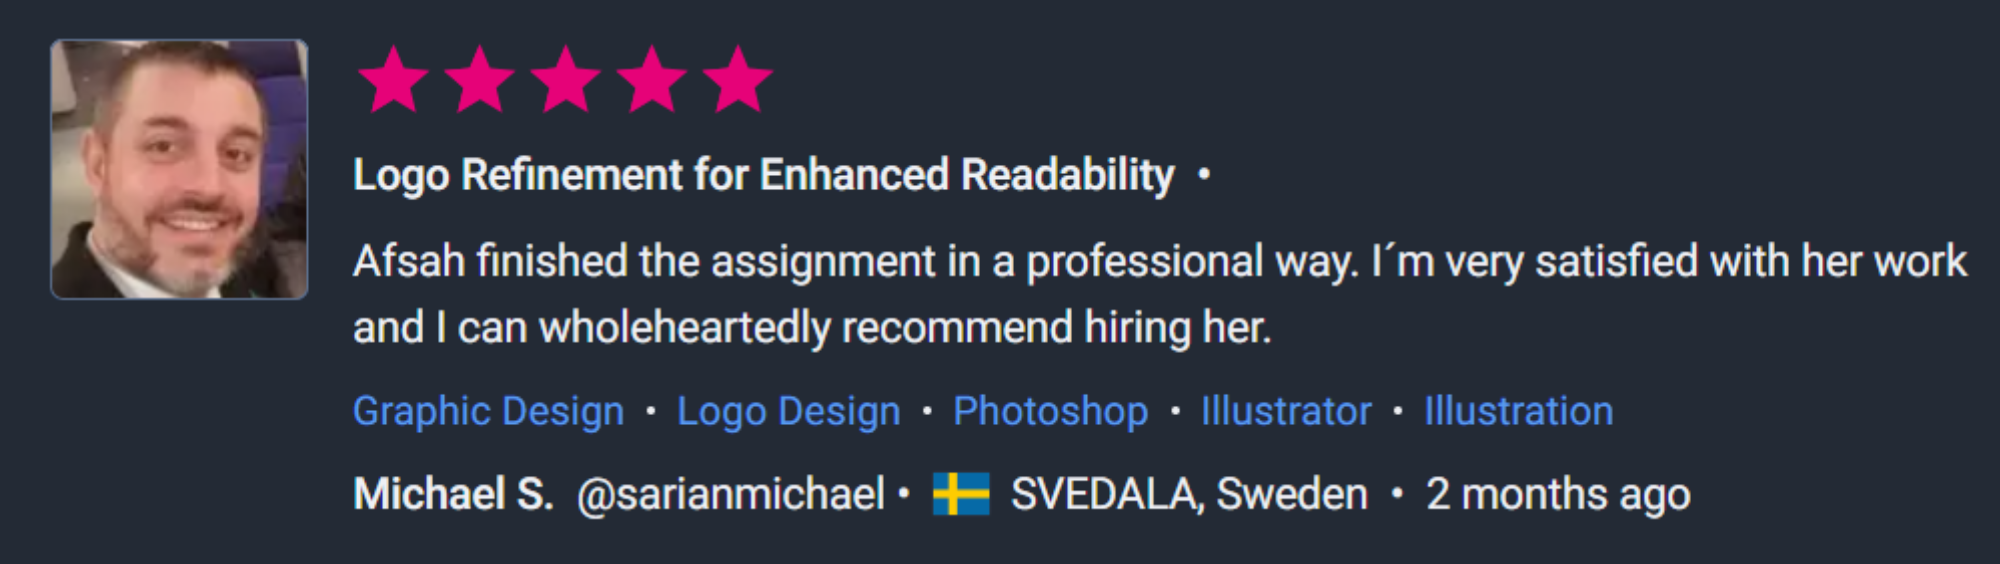 Logo Refinement for Enhanced Readability •
Afsah finished the assignment in a professional way. I´m very satisfied with her work
and I can wholeheartedly recommend hiring her.
Graphic Design • Logo Design • Photoshop • Illustrator • Illustration
Michael S. @sarianmichael • SVEDALA, Sweden • 2 months ago